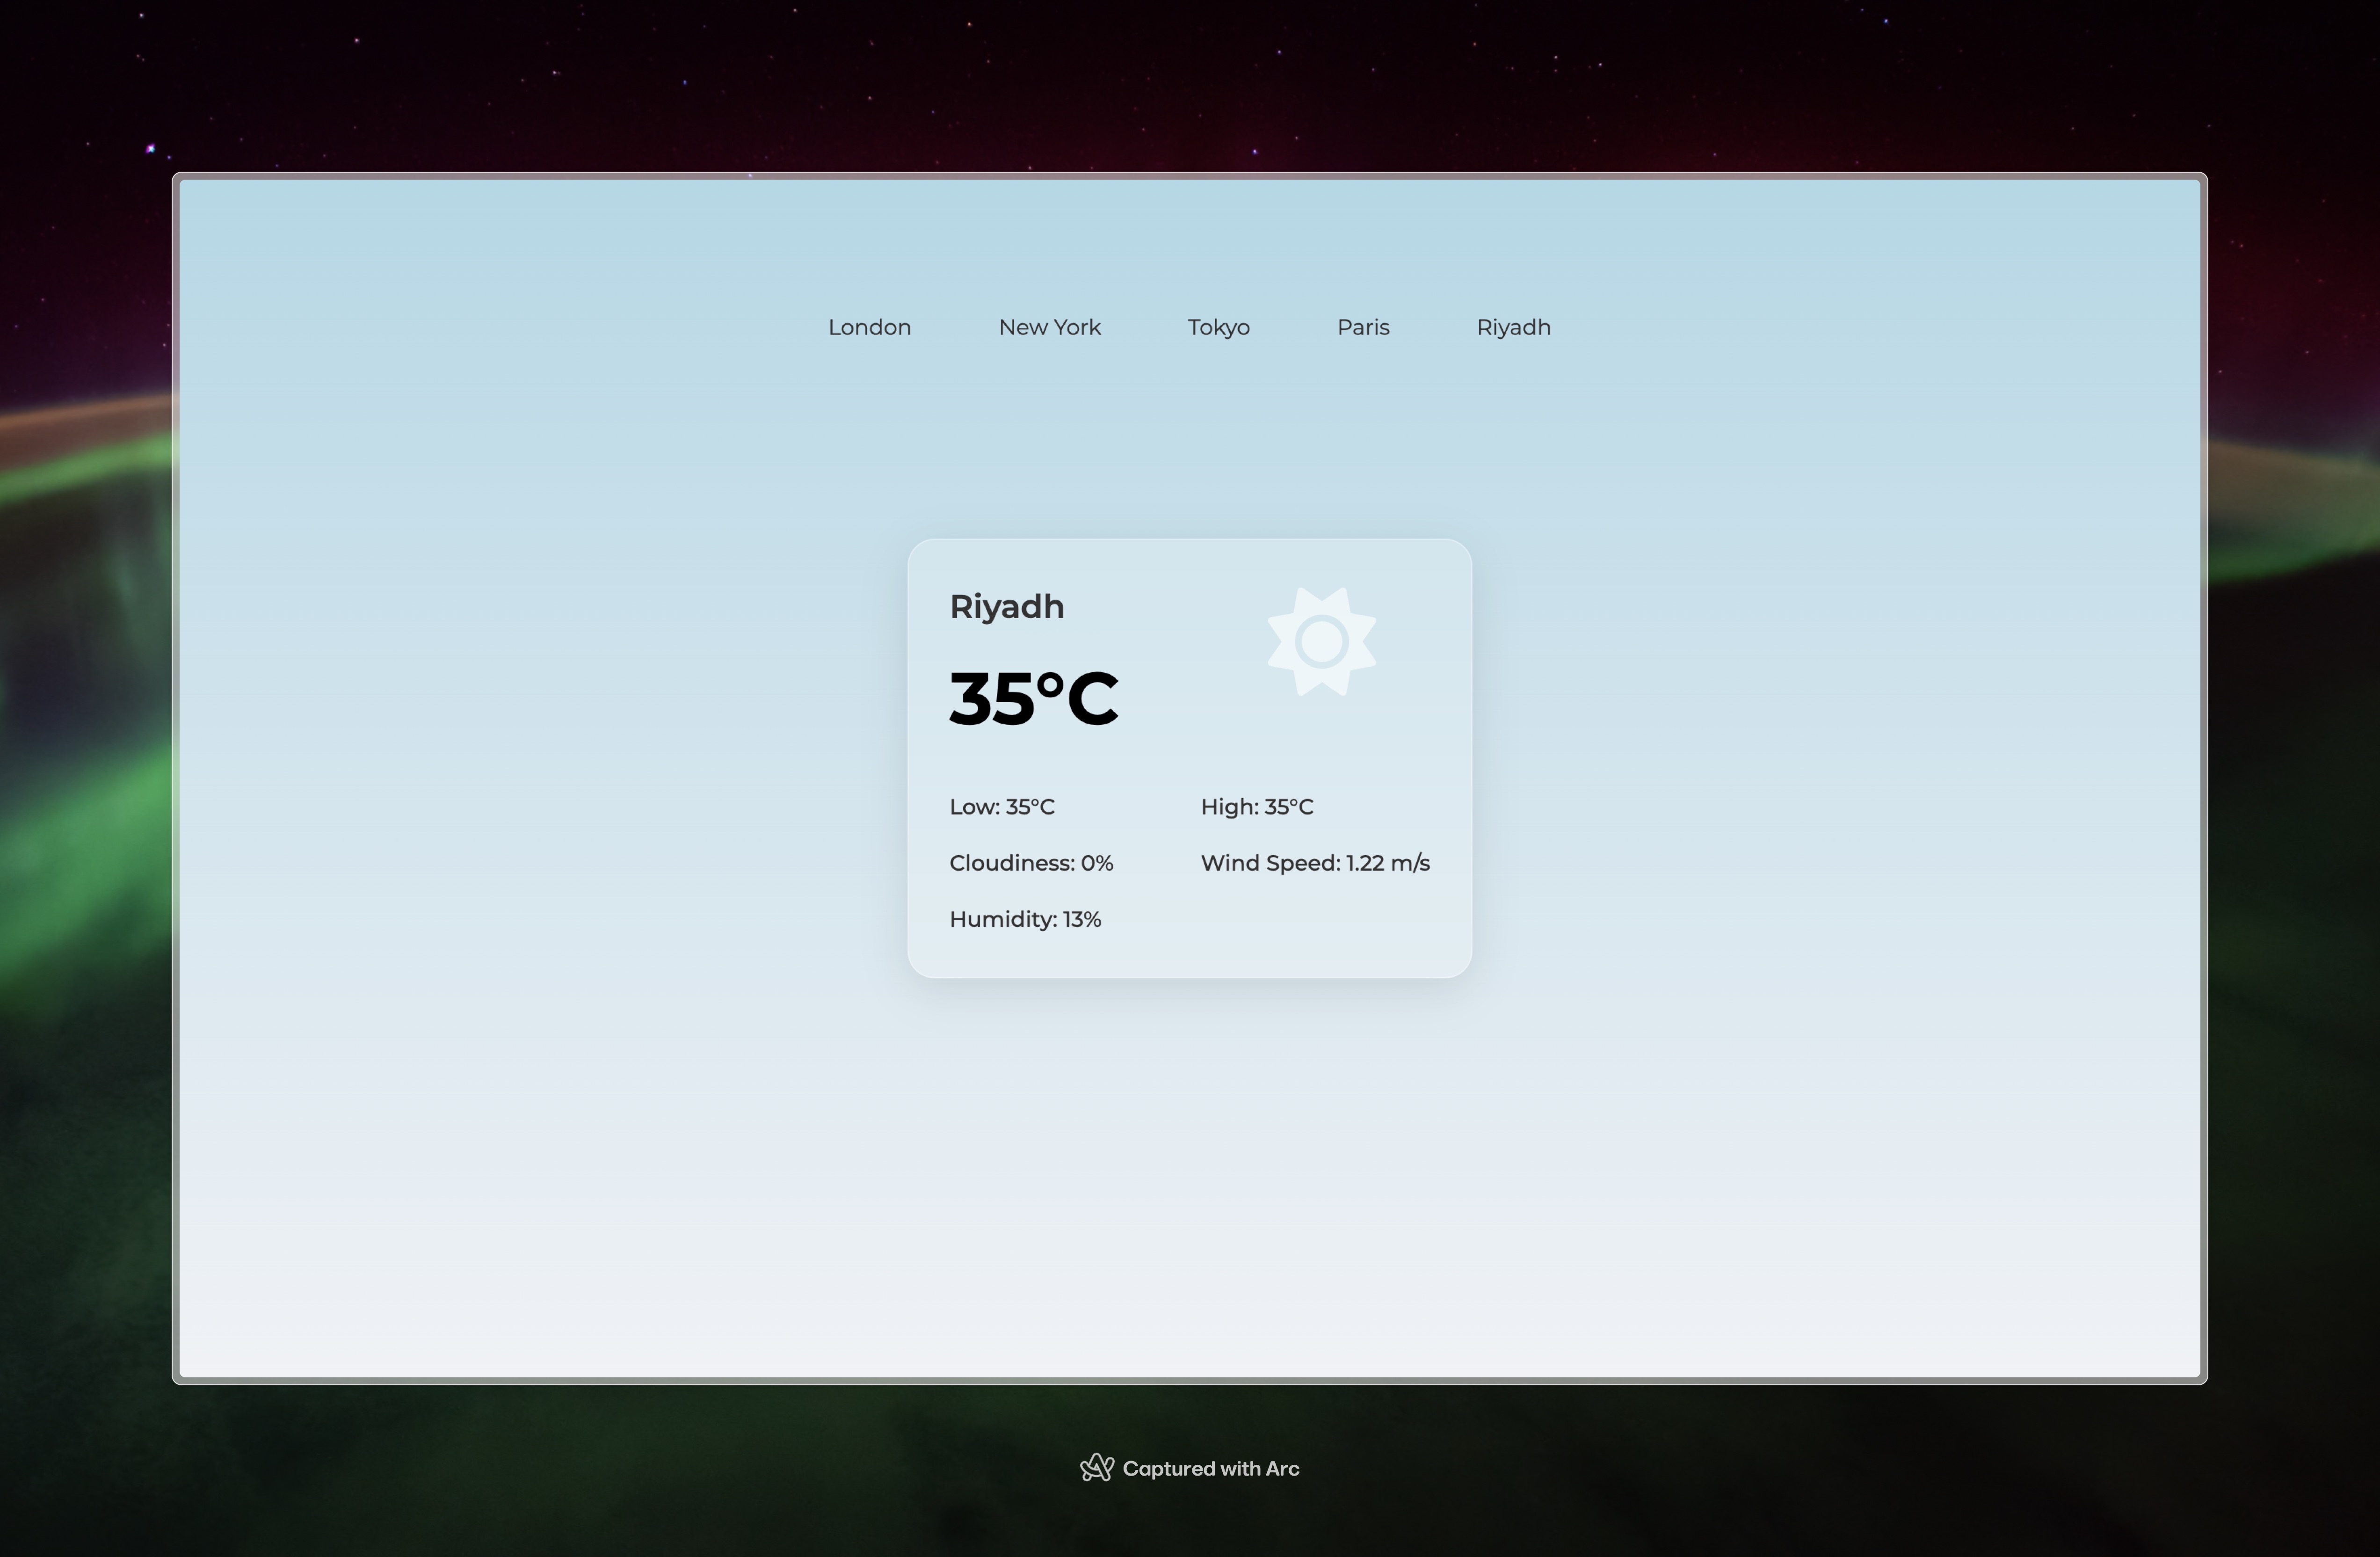 London New York Tokyo Paris Riyadh
Riyadh
35°C
Low: 35°C High: 35°C
Cloudiness: 0% Wind Speed: 1.22 m/s
Humidity: 13%
Captured with Arc